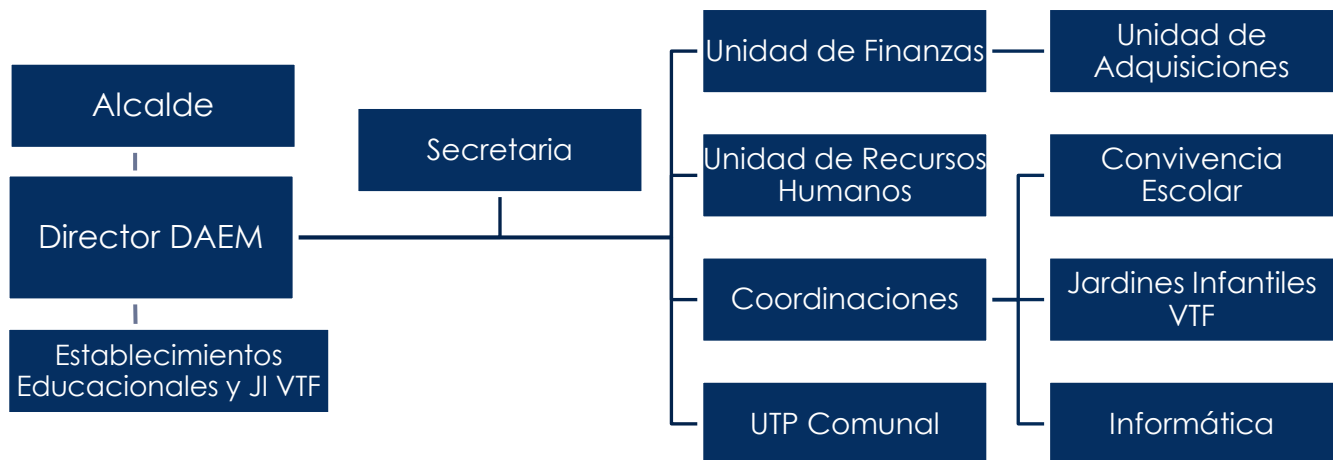 Alcalde
Director DAEM
Establecimientos
Educacionales y JI VTF
Secretaria
Unidad de Finanzas
Unidad de
Adquisiciones
Unidad de Recursos
Humanos
Coordinaciones
Convivencia
Escolar
Jardines Infantiles
VTF
Informática
UTP Comunal